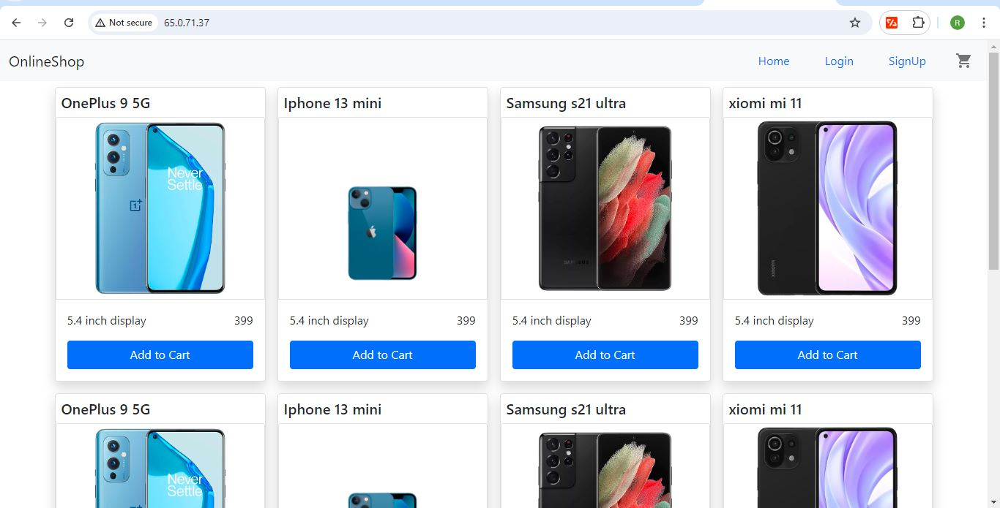 Not secure
65.0.71.37
R
OnlineShop
Home
Login
SignUp
OnePlus 9 5G
Iphone 13 mini
Samsung s21 ultra
xiomi mi 11
Never
Settle
1+
SAMSUNG
XIAOMI
5.4 inch display
399
5.4 inch display
399
5.4 inch display
399
5.4 inch display
399
Add to Cart
Add to Cart
Add to Cart
Add to Cart
OnePlus 9 5G
Iphone 13 mini
Samsung s21 ultra
xiomi mi 11
Never
Settle